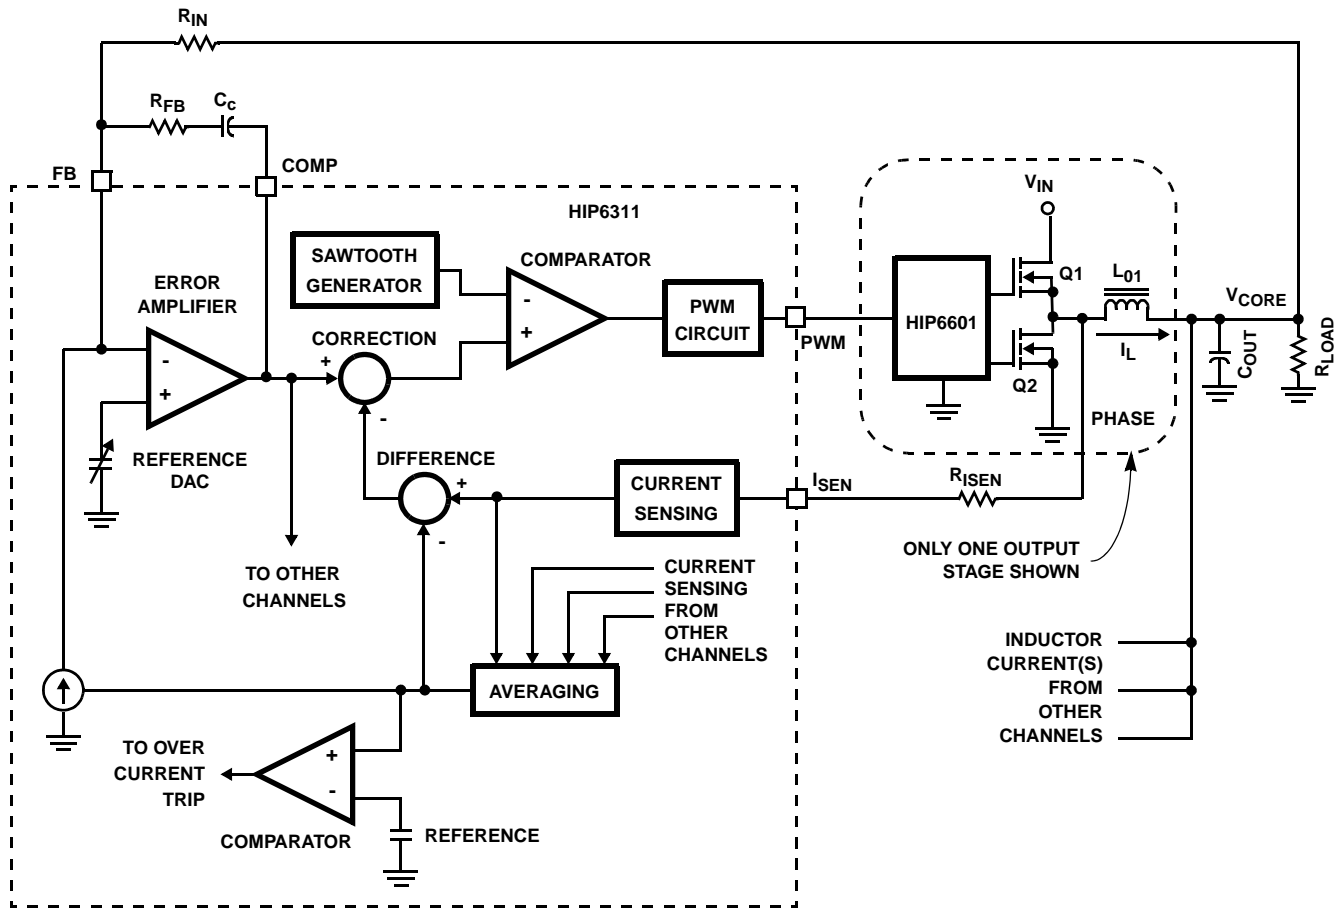 RIN
RFB
Cc
FB
COMP
HIP6311
VIN
SAWTOOTH
GENERATOR
COMPARATOR
-
+
ERROR
AMPLIFIER
-
+
CORRECTION
+
-
PWM
CIRCUIT
PWM
HIP6601
Q1
Q2
L01
IL
VCORE
COUT
RLOAD
PHASE
REFERENCE
DAC
DIFFERENCE
+
-
CURRENT
SENSING
ISEN
RISEN
ONLY ONE OUTPUT
STAGE SHOWN
TO OTHER
CHANNELS
CURRENT
SENSING
FROM
OTHER
CHANNELS
AVERAGING
INDUCTOR
CURRENT(S)
FROM
OTHER
CHANNELS
TO OVER
CURRENT
TRIP
+
-
COMPARATOR
REFERENCE